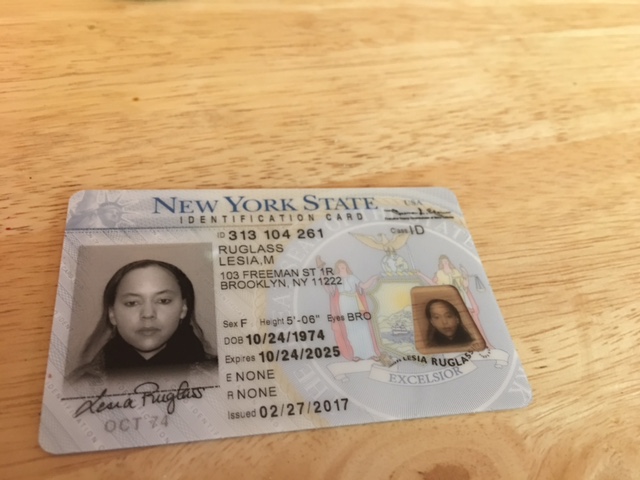 NEW YORK STATE
USA
IDENTIFICATION CARD
ID 313 104 261
Class ID
RUGLASS
LESIA,M
103 FREEMAN ST 1R
BROOKLYN, NY 11222
Sex F Height 5'-06" Eyes BRO
DOB 10/24/1974
Expires 10/24/2025
E NONE
R NONE
Issued 02/27/2017
Lesia Ruglass
OCT 74
LESIA RUGLASS
EXCELSIOR